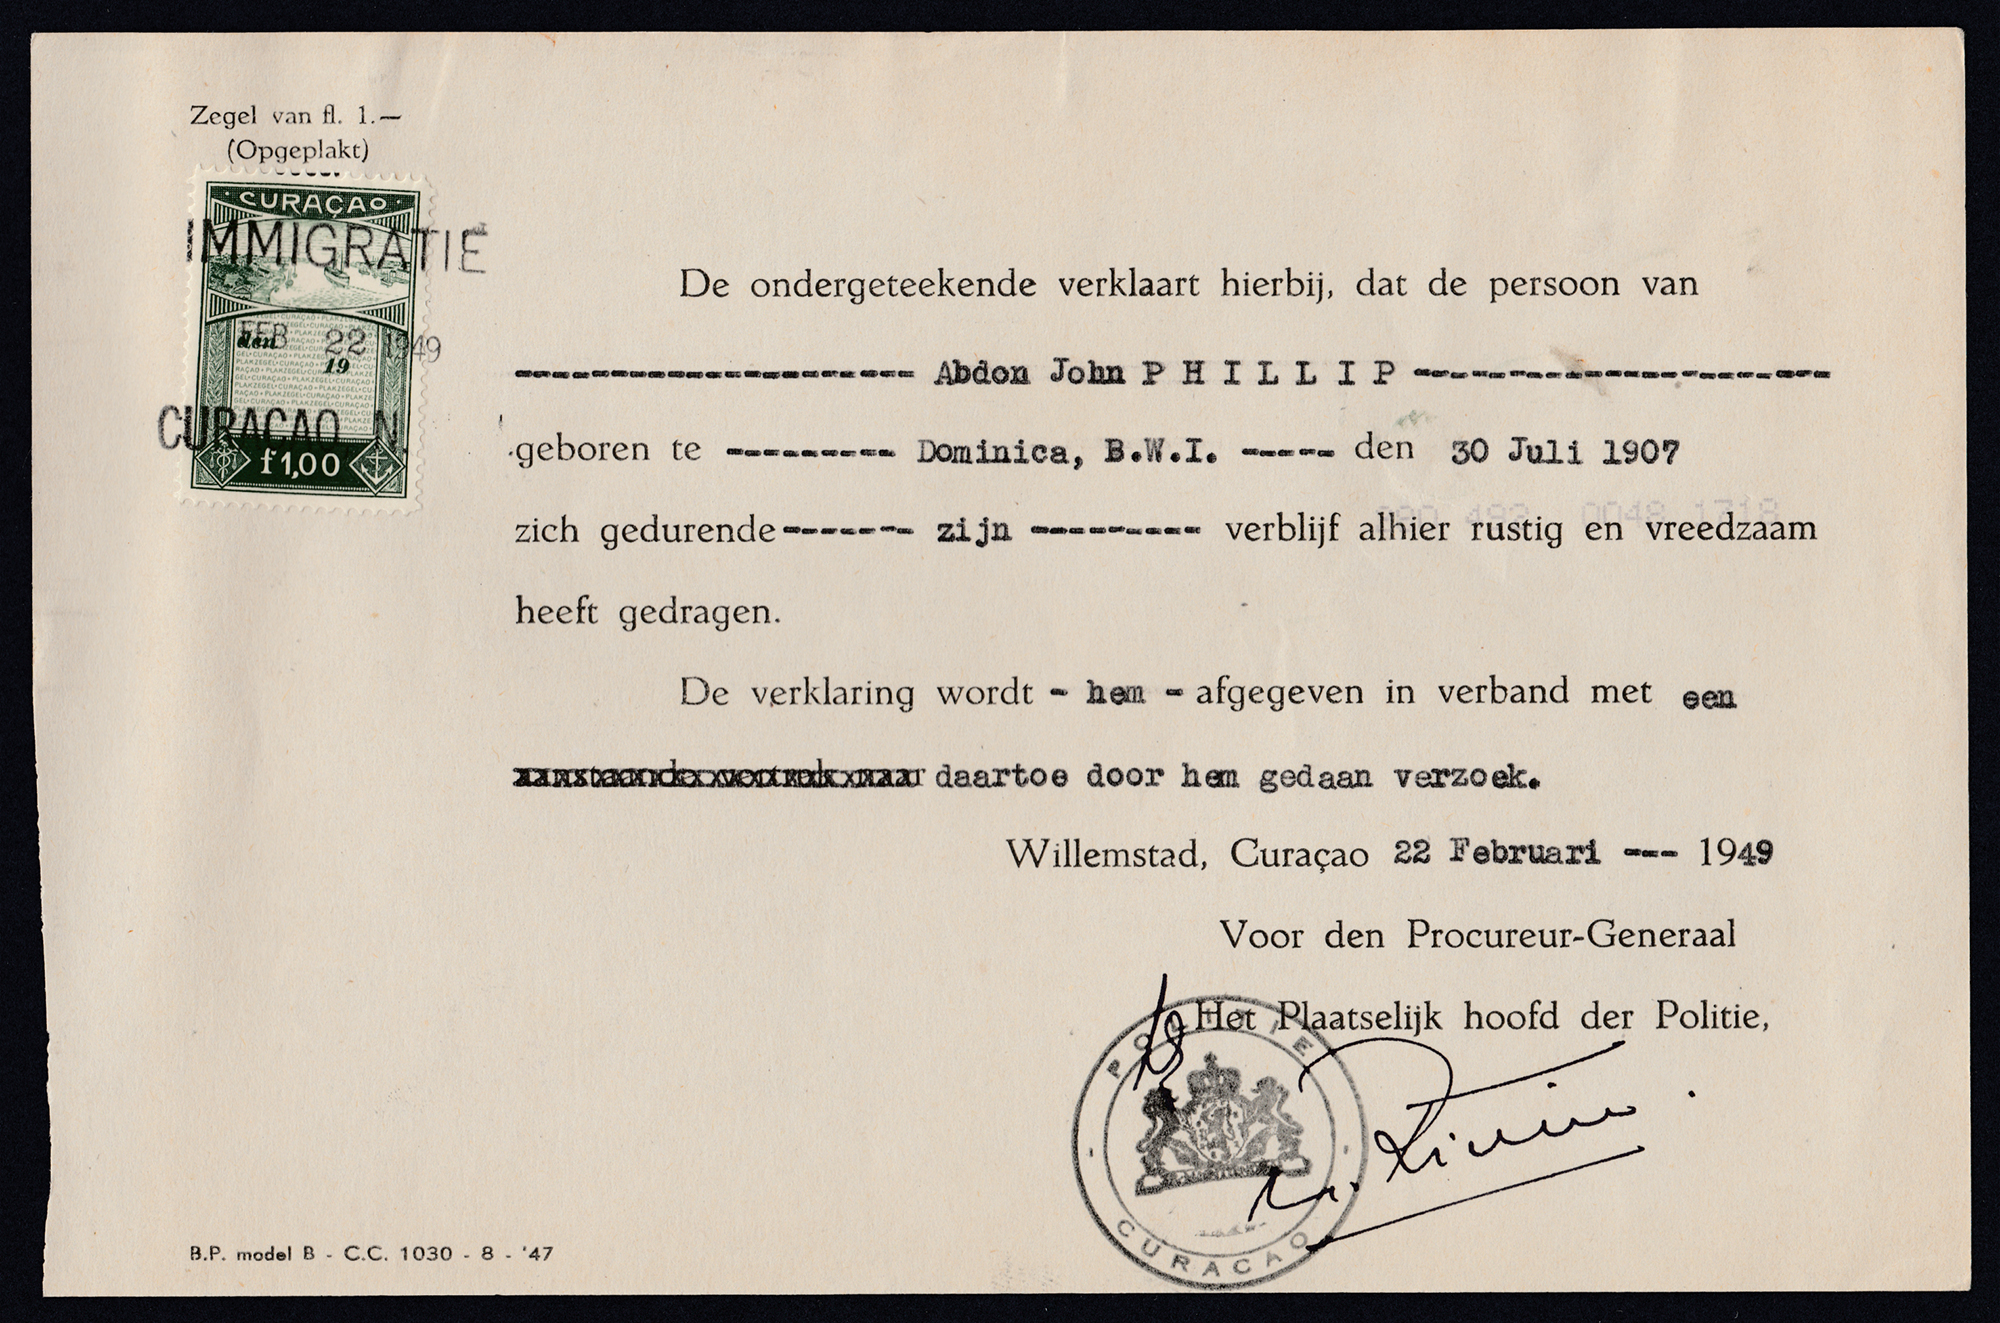 Zegel van fl. 1.—
(Opgeplakt)
CURAÇAO
IMMIGRATIE
FEB 22 1949
den
19
CURACAO N
f 1,00
De ondergeteekende verklaart hierbij, dat de persoon van
---------------------- Abdon John P H I L L I P ----------------------
geboren te --------- Dominica, B.W.I. ----- den 30 Juli 1907
zich gedurende------- zijn --------- verblijf alhier rustig en vreedzaam
heeft gedragen.
De verklaring wordt - hem - afgegeven in verband met een
daartoe door hem gedaan verzoek.
Willemstad, Curaçao 22 Februari --- 1949
Voor den Procureur-Generaal
Het Plaatselijk hoofd der Politie,
POLITIE
CURACAO
B.P. model B - C.C. 1030 - 8 - '47